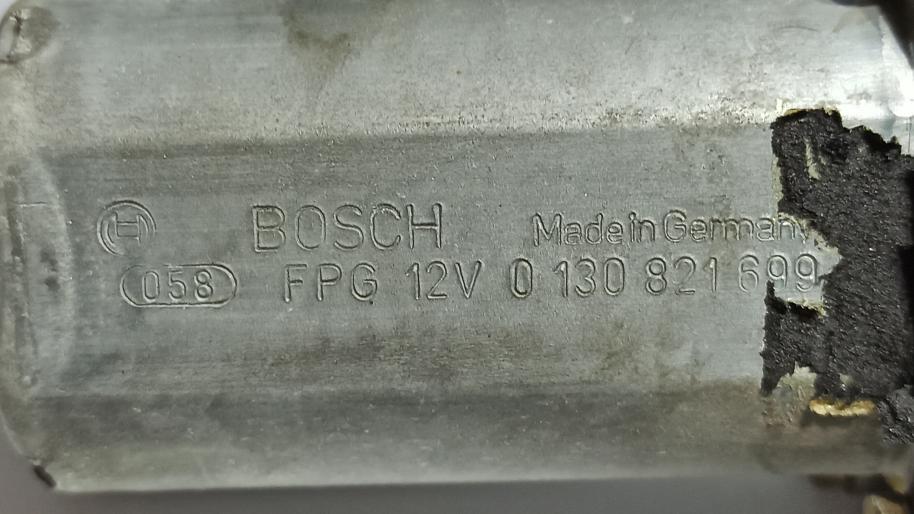 BOSCH Made in Germany
058 FPG 12V 0 130 821 699